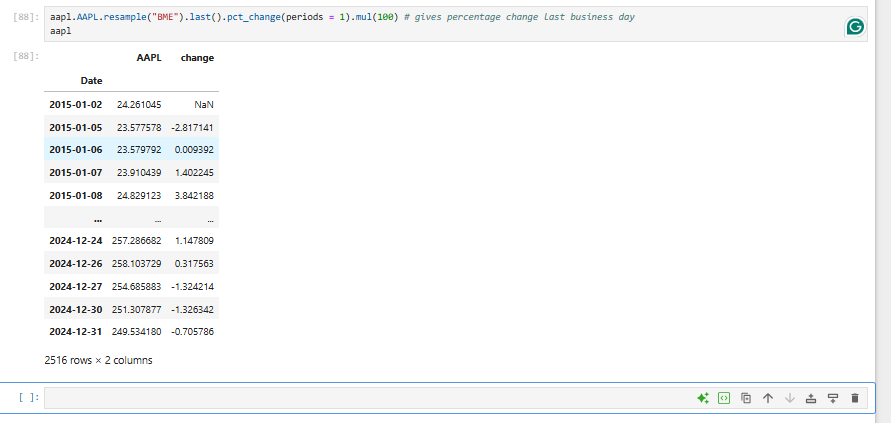 [88]: aapl.AAPL.resample("BME").last().pct_change(periods = 1).mul(100) # gives percentage change last business day
aapl
[88]:
AAPL change
Date
2015-01-02 24.261045 NaN
2015-01-05 23.577578 -2.817141
2015-01-06 23.579792 0.009392
2015-01-07 23.910439 1.402245
2015-01-08 24.829123 3.842188
... ... ...
2024-12-24 257.286682 1.147809
2024-12-26 258.103729 0.317563
2024-12-27 254.685883 -1.324214
2024-12-30 251.307877 -1.326342
2024-12-31 249.534180 -0.705786
2516 rows × 2 columns
[ ]: